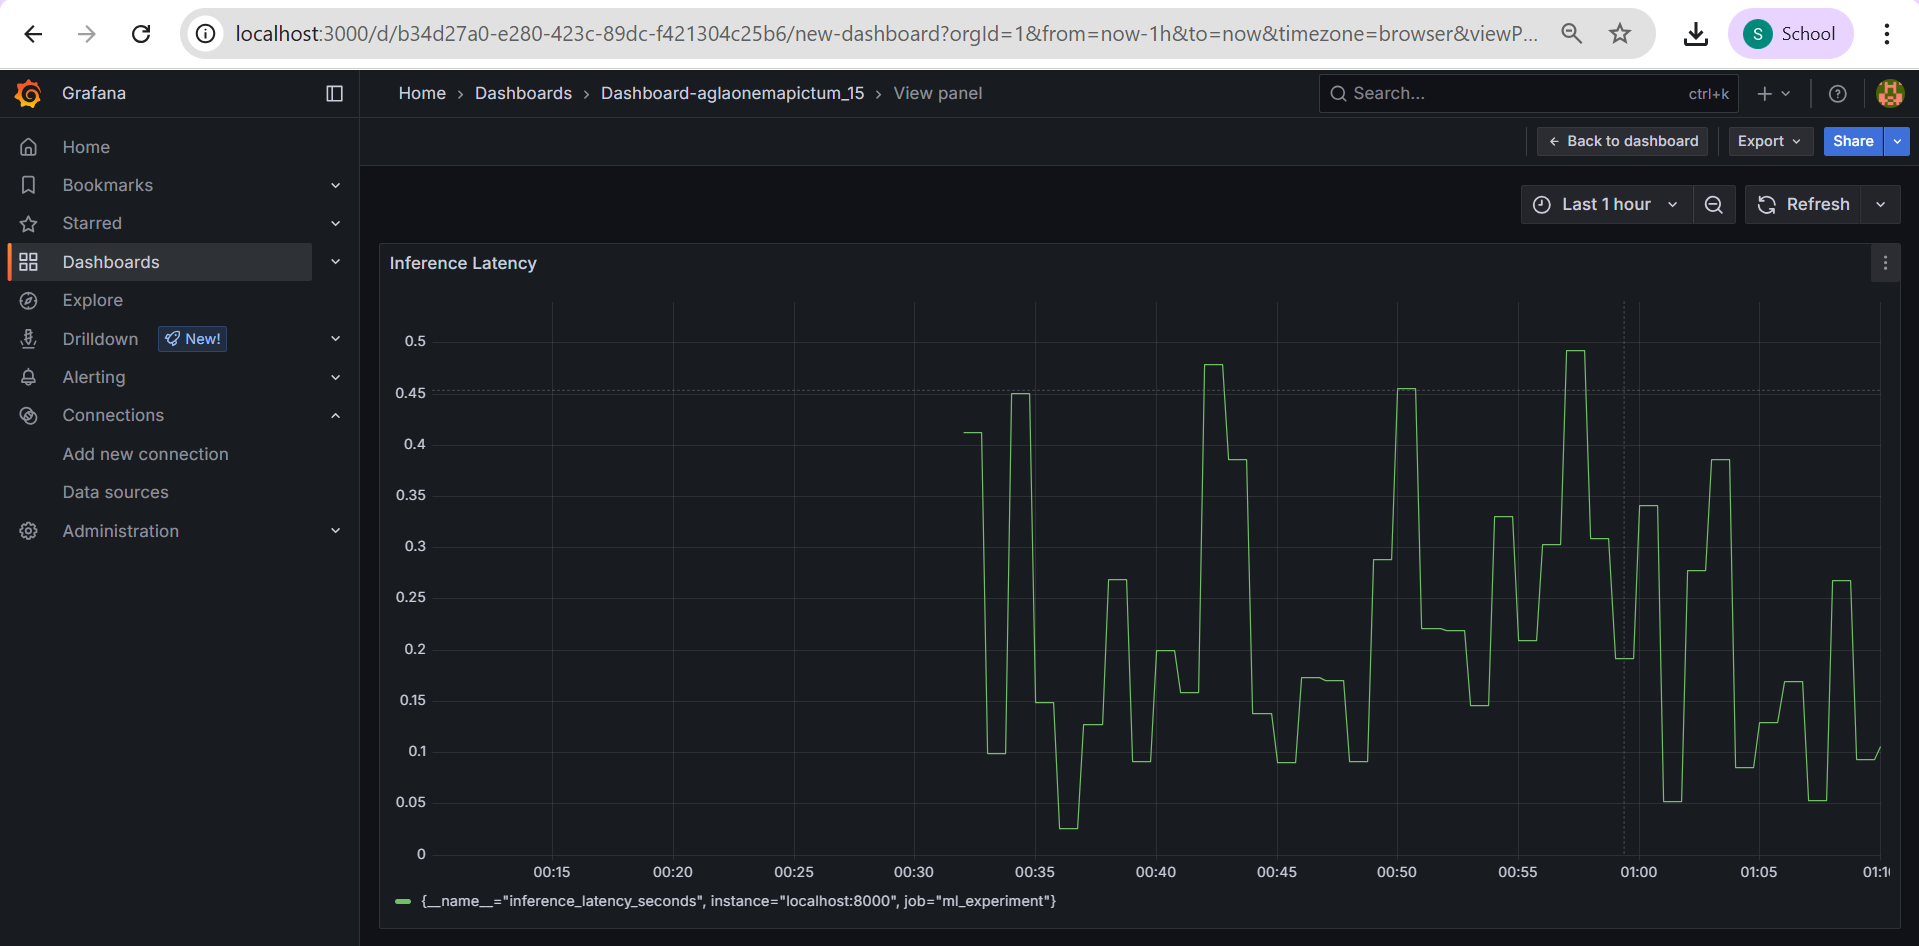 localhost:3000/d/b34d27a0-e280-423c-89dc-f421304c25b6/new-dashboard?orgId=1&from=now-1h&to=now&timezone=browser&viewP...
S School
Grafana
Home › Dashboards › Dashboard-aglaonemapictum_15 › View panel
Search... ctrl+k
Home
Bookmarks
Starred
Dashboards
Explore
Drilldown New!
Alerting
Connections
Add new connection
Data sources
Administration
← Back to dashboard Export Share
Last 1 hour Refresh
Inference Latency
0.5
0.45
0.4
0.35
0.3
0.25
0.2
0.15
0.1
0.05
0
00:15 00:20 00:25 00:30 00:35 00:40 00:45 00:50 00:55 01:00 01:05
{__name__="inference_latency_seconds", instance="localhost:8000", job="ml_experiment"}